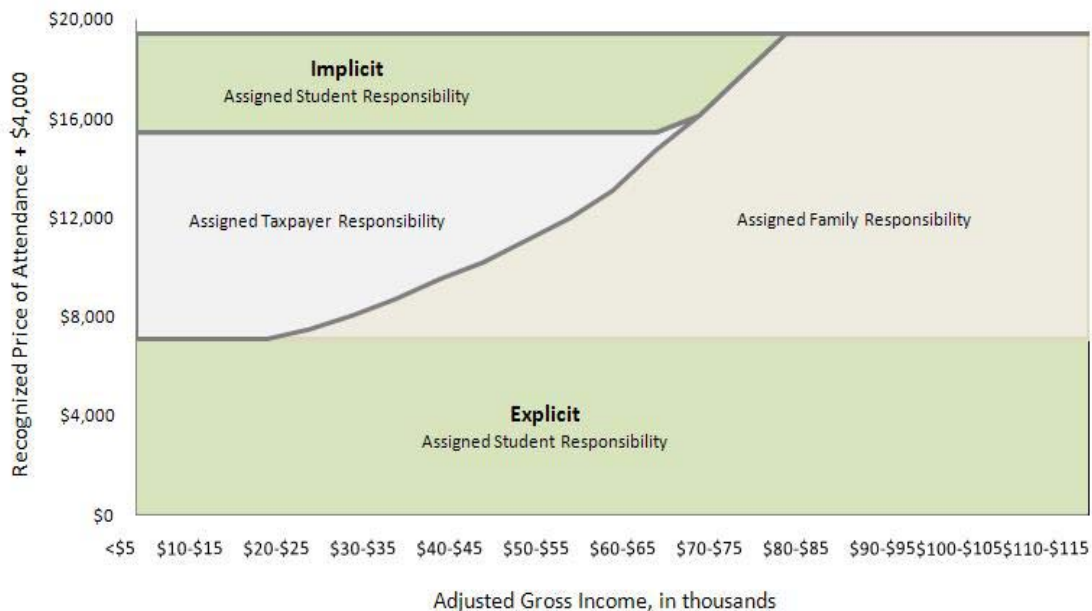 $20,000
$16,000
$12,000
$8,000
$4,000
$0
Recognized Price of Attendance + $4,000
Implicit
Assigned Student Responsibility
Assigned Taxpayer Responsibility
Assigned Family Responsibility
Explicit
Assigned Student Responsibility
<$5 $10-$15 $20-$25 $30-$35 $40-$45 $50-$55 $60-$65 $70-$75 $80-$85 $90-$95 $100-$105 $110-$115
Adjusted Gross Income, in thousands